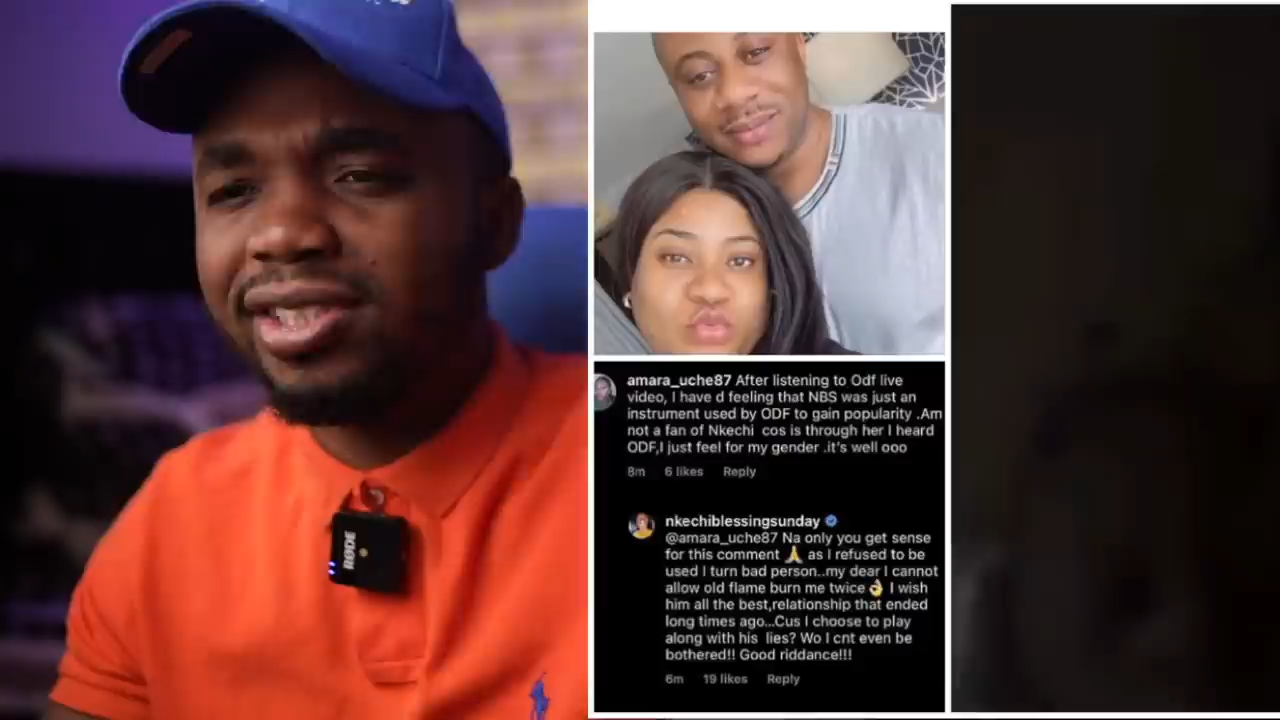 RØDE
amara_uche87 After listening to Odf live
video, I have d feeling that NBS was just an
instrument used by ODF to gain popularity .Am
not a fan of Nkechi cos is through her I heard
ODF,I just feel for my gender .it's well ooo
8m 6 likes Reply
nkechiblessingsunday
@amara_uche87 Na only you get sense
for this comment 🙏 as I refused to be
used I turn bad person..my dear I cannot
allow old flame burn me twice 👌 I wish
him all the best,relationship that ended
long times ago...Cus I choose to play
along with his lies? Wo I cnt even be
bothered!! Good riddance!!!
6m 19 likes Reply